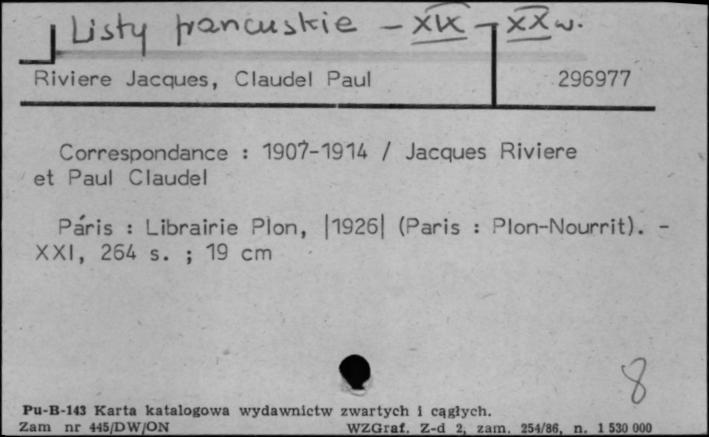 Listy francuskie – XIX – XX w.
Riviere Jacques, Claudel Paul 296977
Correspondance : 1907-1914 / Jacques Riviere
et Paul Claudel
Paris : Librairie Plon, |1926| (Paris : Plon-Nourrit). -
XXI, 264 s. ; 19 cm
8
Pu-B-143 Karta katalogowa wydawnictw zwartych i cągłych.
Zam nr 445/DW/ON WZGraf. Z-d 2, zam. 254/86, n. 1 530 000